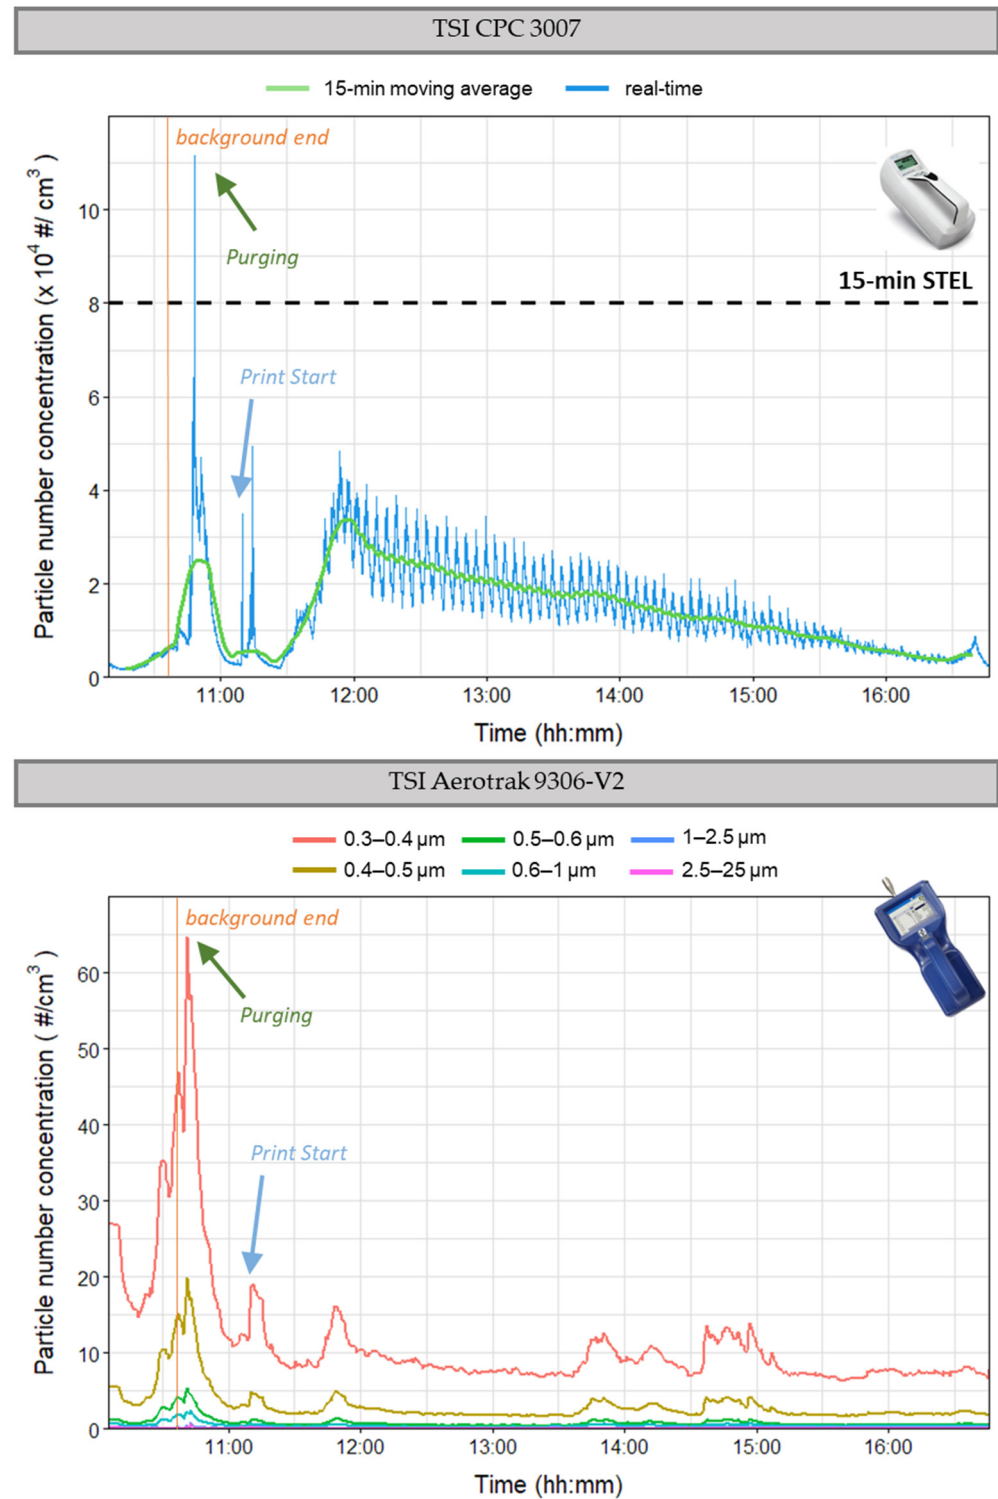 TSI CPC 3007
15-min moving average real-time
background end
Purging
15-min STEL
Print Start
Particle number concentration (x 10⁴ #/ cm³ )
10
8
6
4
2
0
11:00 12:00 13:00 14:00 15:00 16:00
Time (hh:mm)
TSI Aerotrak 9306-V2
0.3–0.4 µm 0.5–0.6 µm 1–2.5 µm
0.4–0.5 µm 0.6–1 µm 2.5–25 µm
background end
Purging
Print Start
Particle number concentration ( #/cm³ )
60
50
40
30
20
10
0
11:00 12:00 13:00 14:00 15:00 16:00
Time (hh:mm)